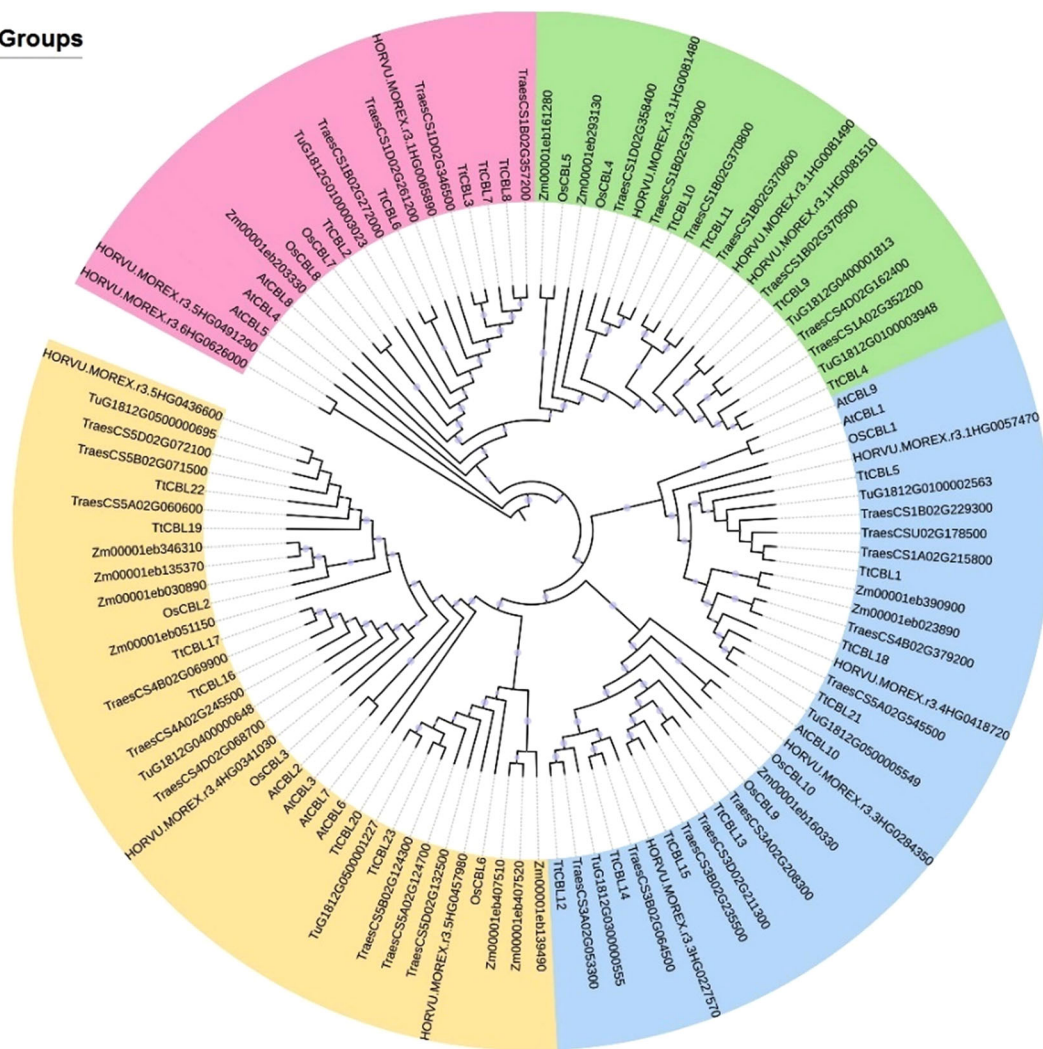 Groups
HORVU.MOREX.r3.6HG0626000
HORVU.MOREX.r3.5HG0491290
AtCBL5
AtCBL4
AtCBL8
Zm00001eb203330
OsCBL8
OsCBL7
TtCBL2
TuG1812G0100003023
TraesCS1B02G272000
TtCBL6
TraesCS1D02G261200
HORVU.MOREX.r3.1HG0065890
TraesCS1D02G346500
TtCBL3
TtCBL7
TtCBL8
TraesCS1B02G357200
Zm00001eb161280
OsCBL5
Zm00001eb293130
OsCBL4
TraesCS1D02G358400
HORVU.MOREX.r3.1HG0081480
TraesCS1B02G370900
TtCBL10
TraesCS1B02G370800
TtCBL11
TraesCS1B02G370600
HORVU.MOREX.r3.1HG0081490
HORVU.MOREX.r3.1HG0081510
TraesCS1B02G370500
TtCBL9
TuG1812G0400001813
TraesCS4D02G162400
TraesCS1A02G352200
TuG1812G0100003948
TtCBL4
AtCBL9
AtCBL1
OSCBL1
HORVU.MOREX.r3.1HG0057470
TtCBL5
TuG1812G0100002563
TraesCS1B02G229300
TraesCSU02G178500
TraesCS1A02G215800
TtCBL1
Zm00001eb390900
Zm00001eb023890
TraesCS4B02G379200
TtCBL18
HORVU.MOREX.r3.4HG0418720
TraesCS5A02G545500
TtCBL21
TuG1812G0500005549
AtCBL10
HORVU.MOREX.r3.3HG0284350
OsCBL10
Zm00001eb160330
OsCBL9
TraesCS3A02G208300
TtCBL13
TraesCS3D02G211300
TraesCS3B02G235500
TtCBL15
HORVU.MOREX.r3.3HG0227570
TraesCS3B02G064500
TtCBL14
TuG1812G0300000555
TraesCS3A02G053300
TtCBL12
Zm00001eb139490
Zm00001eb407520
Zm00001eb407510
OsCBL6
HORVU.MOREX.r3.5HG0457980
TraesCS5D02G132500
TraesCS5A02G124700
TraesCS5B02G124300
TtCBL23
TuG1812G0500001227
TtCBL20
AtCBL6
AtCBL7
AtCBL3
AtCBL2
OsCBL3
HORVU.MOREX.r3.4HG0341030
TraesCS4D02G068700
TuG1812G0400000648
TraesCS4A02G245500
TtCBL16
TraesCS4B02G069900
TtCBL17
Zm00001eb051150
OsCBL2
Zm00001eb030890
Zm00001eb135370
Zm00001eb346310
TtCBL19
TraesCS5A02G060600
TtCBL22
TraesCS5B02G071500
TraesCS5D02G072100
TuG1812G0500000695
HORVU.MOREX.r3.5HG0436600